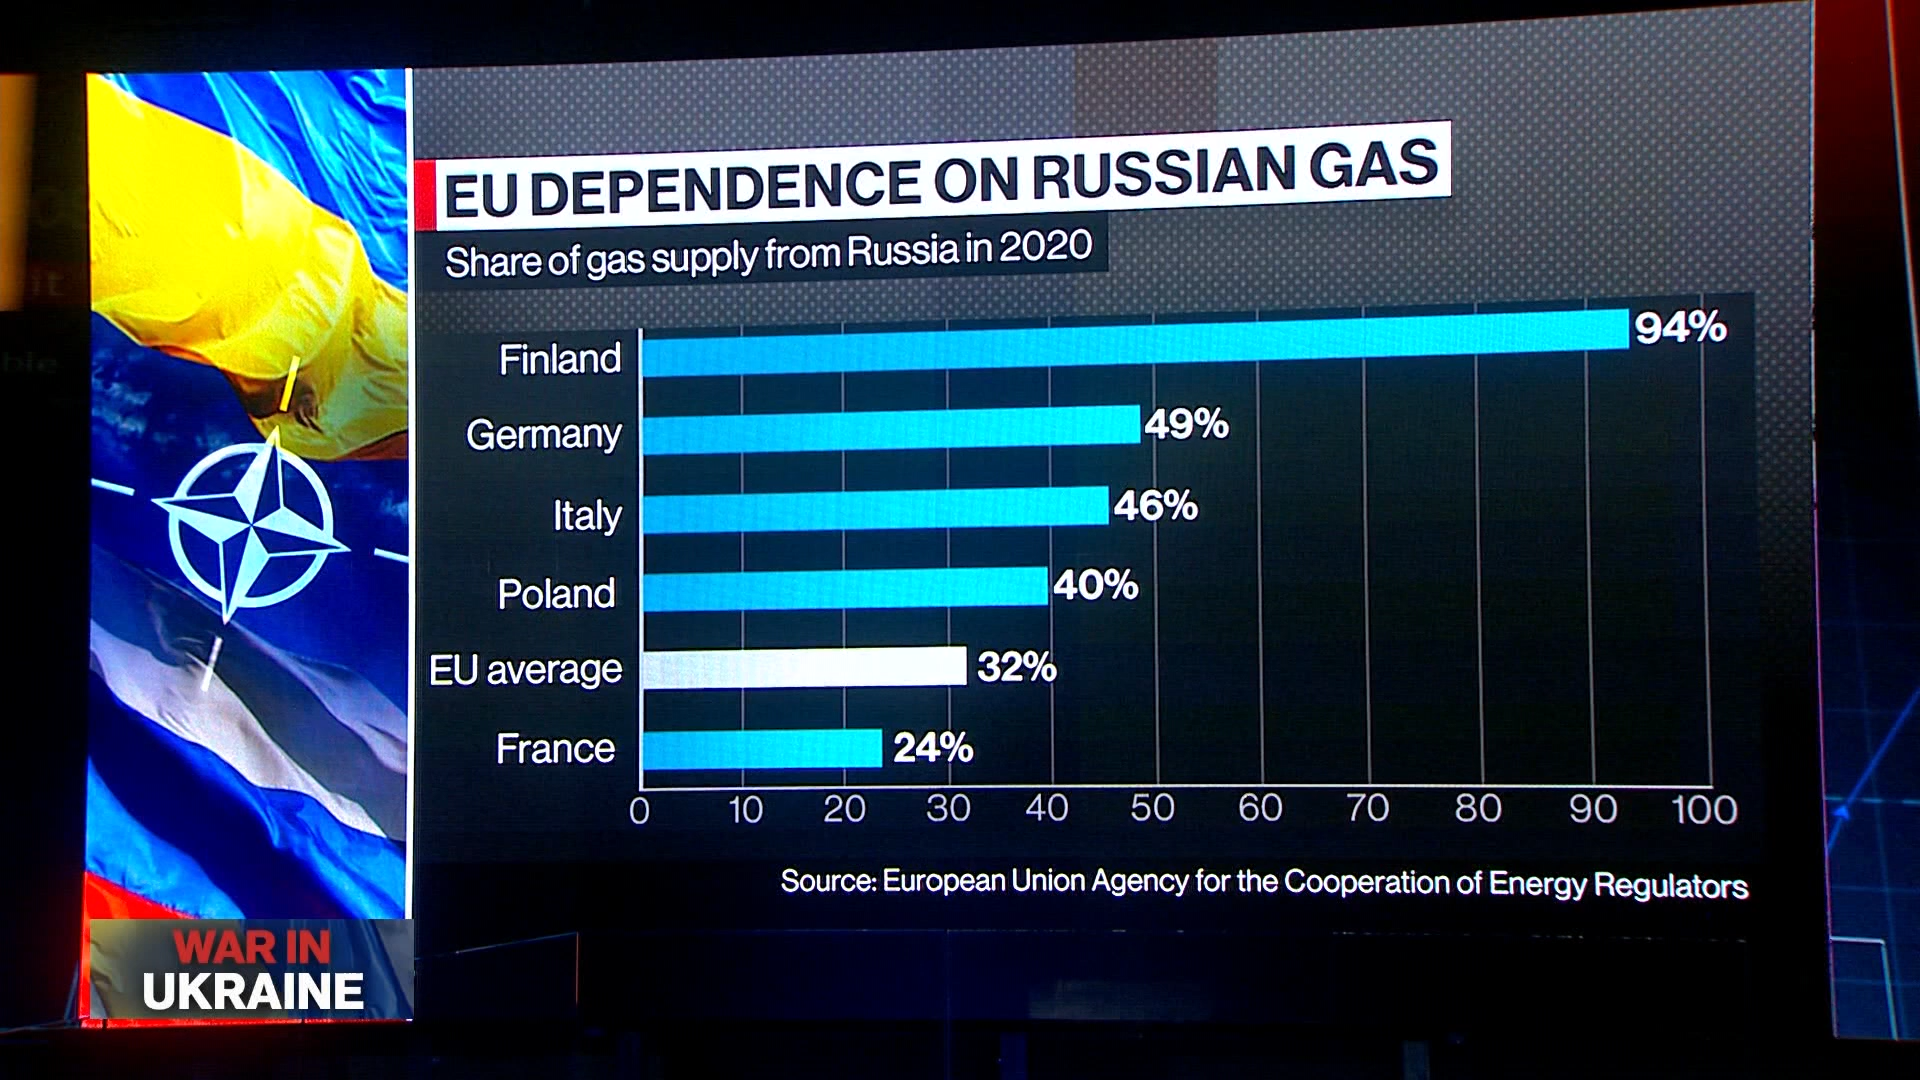 EU DEPENDENCE ON RUSSIAN GAS
Share of gas supply from Russia in 2020
Finland 94%
Germany 49%
Italy 46%
Poland 40%
EU average 32%
France 24%
0 10 20 30 40 50 60 70 80 90 100
Source: European Union Agency for the Cooperation of Energy Regulators
WAR IN
UKRAINE